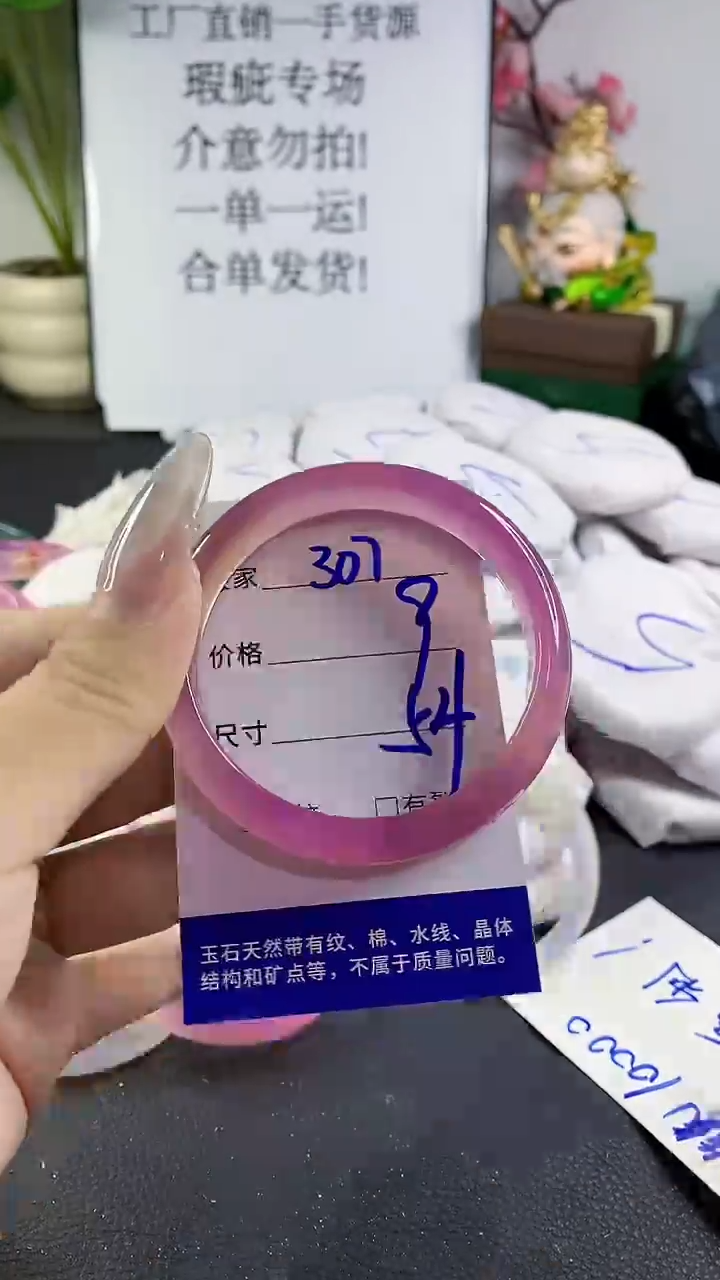 工厂直销一手货源
瑕疵专场
介意勿拍!
一单一运!
合单发货!
家 307
价格
尺寸 54
□有裂
玉石天然带有纹、棉、水线、晶体
结构和矿点等，不属于质量问题。